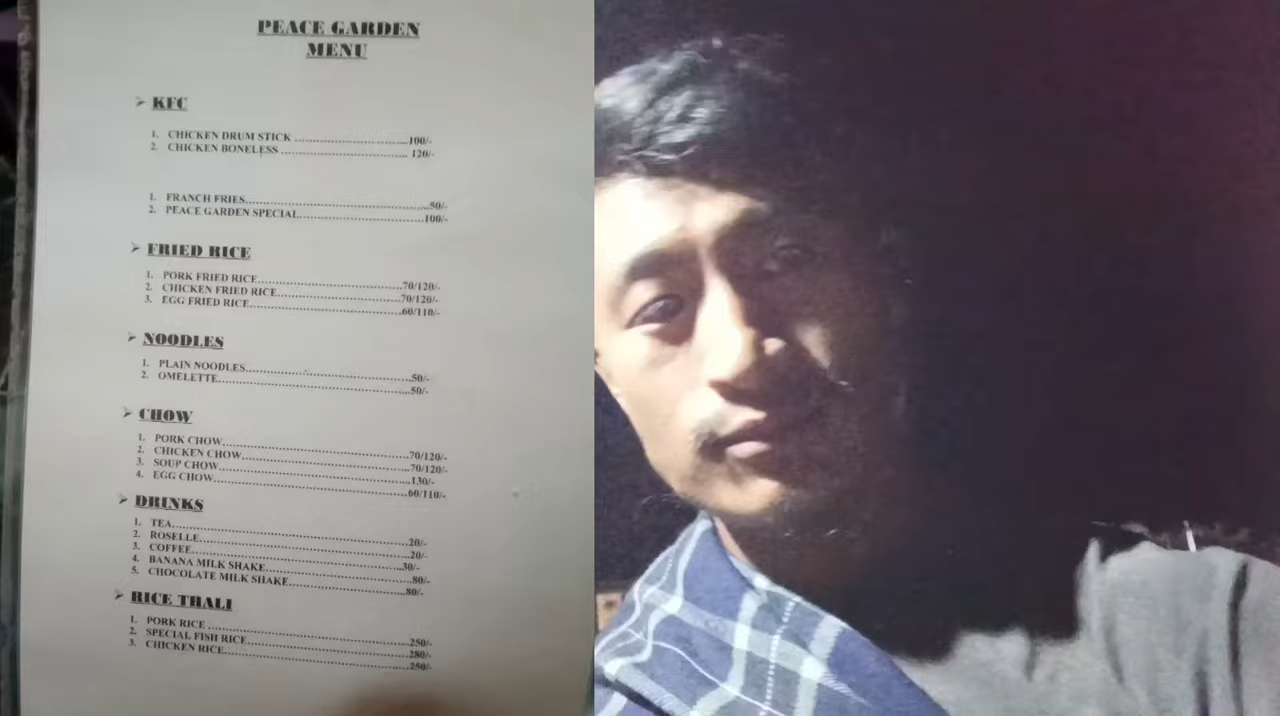 PEACE GARDEN
MENU
➢ KFC
1. CHICKEN DRUM STICK ........................100/-
2. CHICKEN BONELESS ........................... 120/-
1. FRANCH FRIES.......................................50/-
2. PEACE GARDEN SPECIAL..........................100/-
➢ FRIED RICE
1. PORK FRIED RICE..............................70/120/-
2. CHICKEN FRIED RICE..........................70/120/-
3. EGG FRIED RICE................................60/110/-
➢ NOODLES
1. PLAIN NOODLES...................................50/-
2. OMELETTE..........................................50/-
➢ CHOW
1. PORK CHOW.....................................70/120/-
2. CHICKEN CHOW.................................70/120/-
3. SOUP CHOW......................................130/-
4. EGG CHOW......................................60/110/-
➢ DRINKS
1. TEA..................................................20/-
2. ROSELLE............................................20/-
3. COFFEE.............................................30/-
4. BANANA MILK SHAKE............................80/-
5. CHOCOLATE MILK SHAKE......................80/-
➢ RICE THALI
1. PORK RICE ........................................250/-
2. SPECIAL FISH RICE...............................280/-
3. CHICKEN RICE....................................250/-